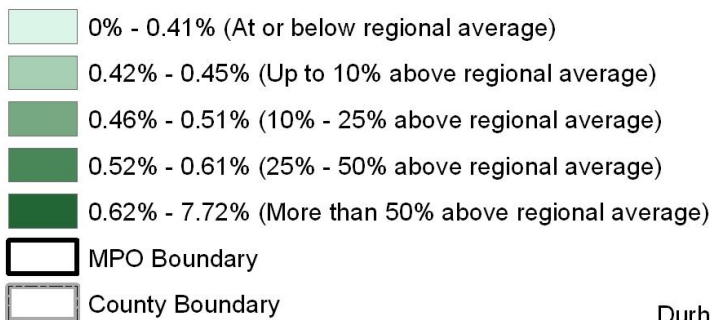 0% - 0.41% (At or below regional average)
0.42% - 0.45% (Up to 10% above regional average)
0.46% - 0.51% (10% - 25% above regional average)
0.52% - 0.61% (25% - 50% above regional average)
0.62% - 7.72% (More than 50% above regional average)
MPO Boundary
County Boundary
Durh